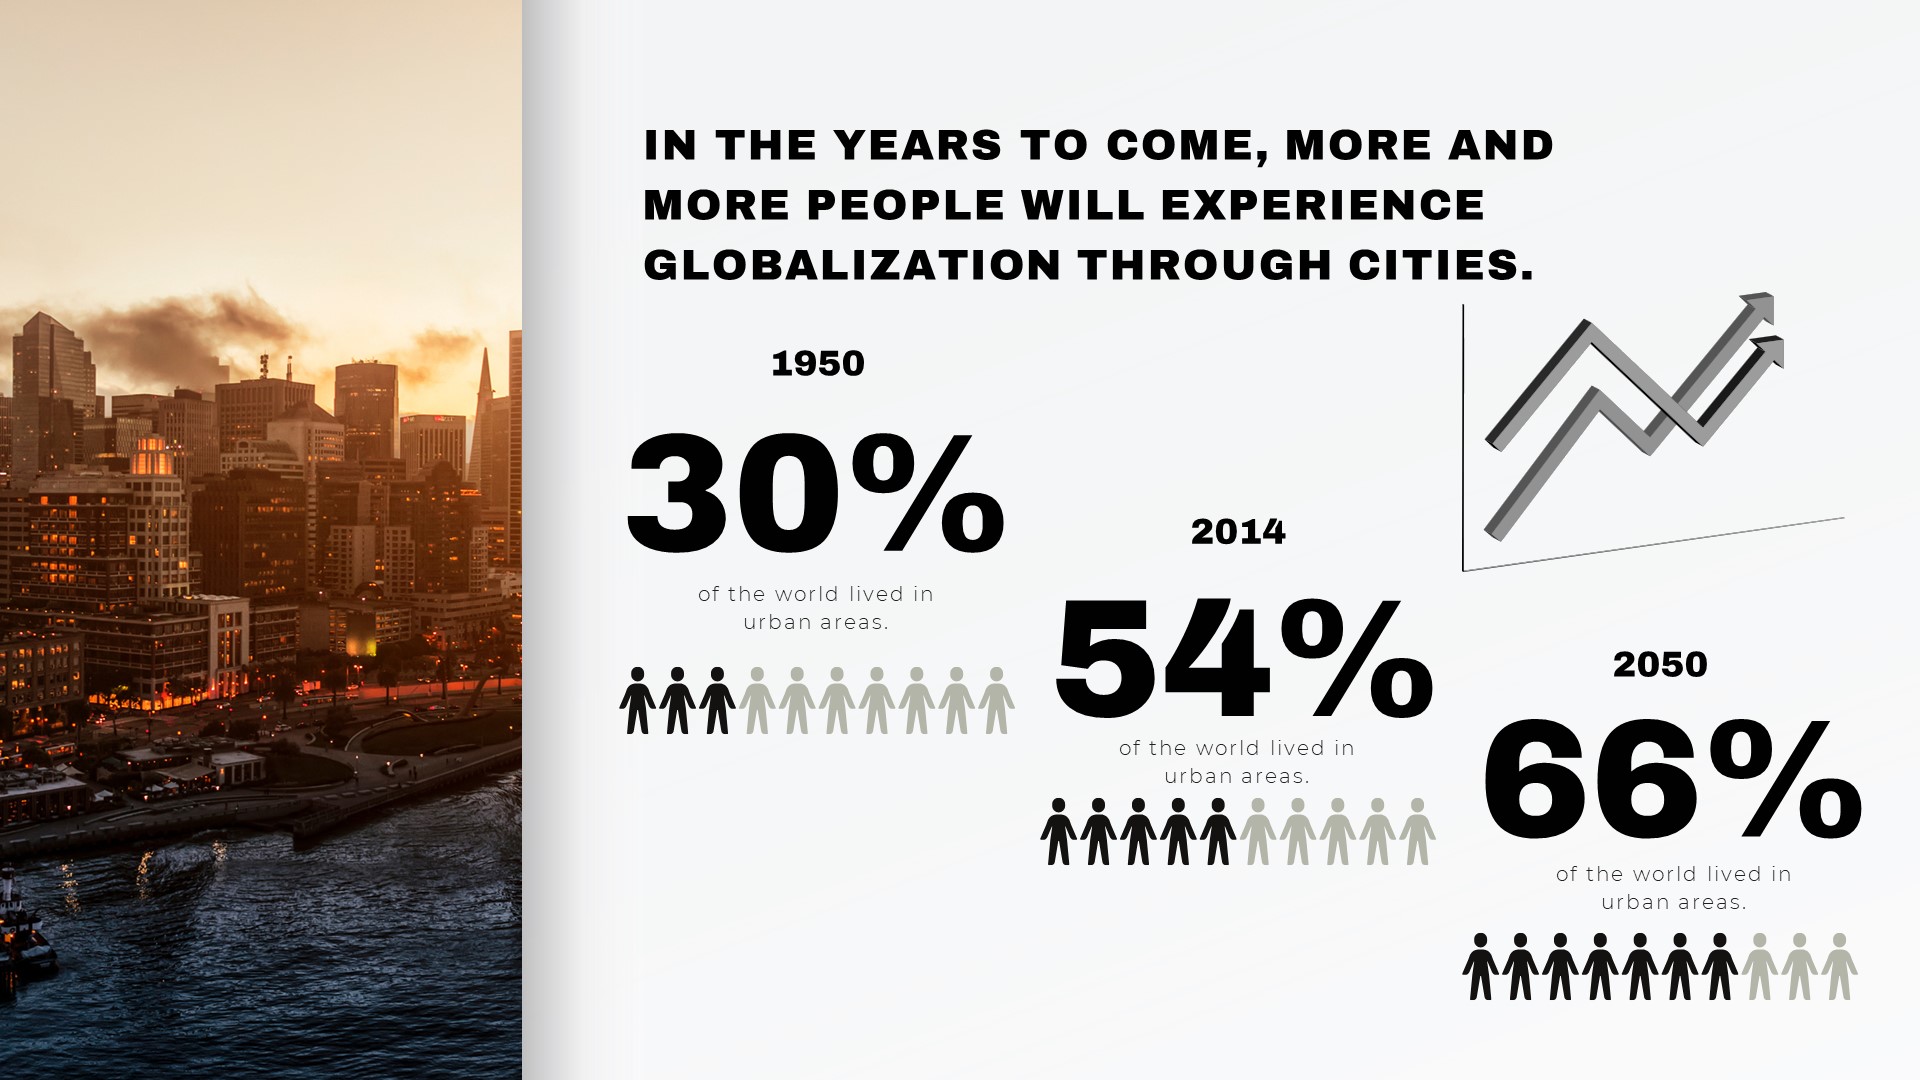 IN THE YEARS TO COME, MORE AND
MORE PEOPLE WILL EXPERIENCE
GLOBALIZATION THROUGH CITIES.
1950
30%
of the world lived in
urban areas.
2014
54%
of the world lived in
urban areas.
2050
66%
of the world lived in
urban areas.